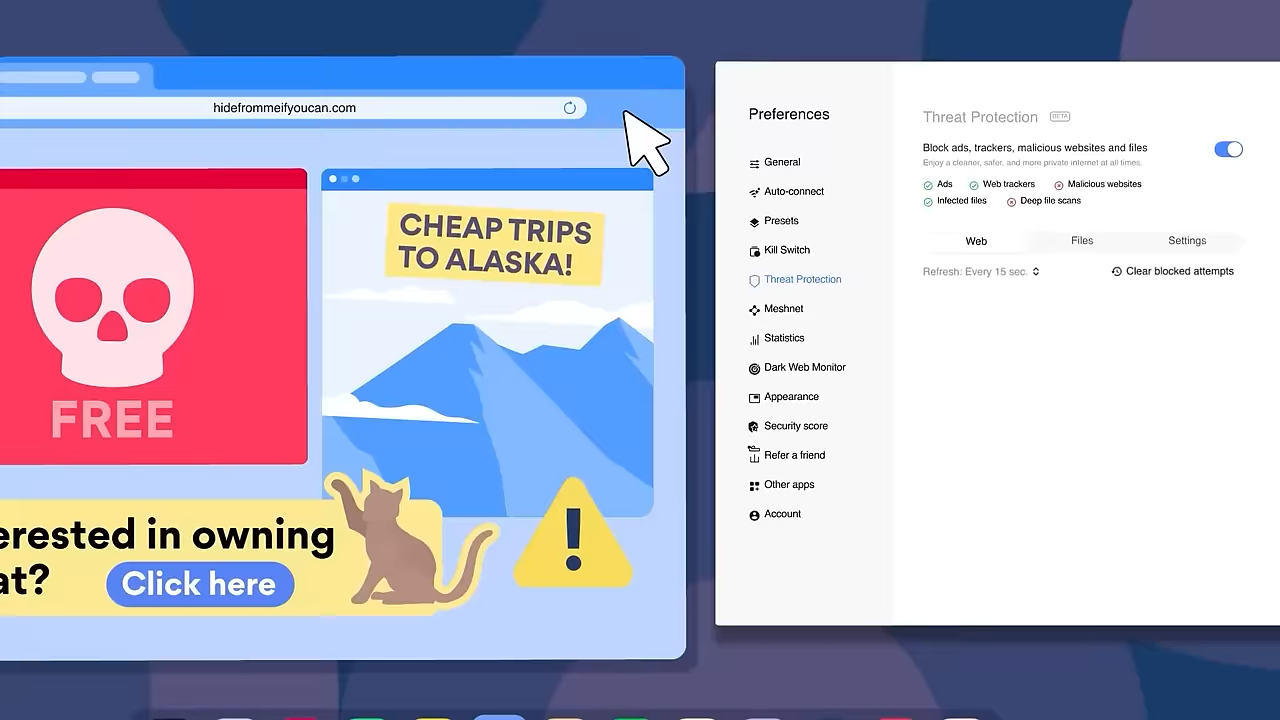 hidefrommeifyoucan.com
FREE
CHEAP TRIPS
TO ALASKA!
erested in owning
at?
Click here
Preferences
General
Auto-connect
Presets
Kill Switch
Threat Protection
Meshnet
Statistics
Dark Web Monitor
Appearance
Security score
Refer a friend
Other apps
Account
Threat Protection BETA
Block ads, trackers, malicious websites and files
Enjoy a cleaner, safer, and more private internet at all times.
Ads Web trackers Malicious websites
Infected files Deep file scans
Web Files Settings
Refresh: Every 15 sec. Clear blocked attempts